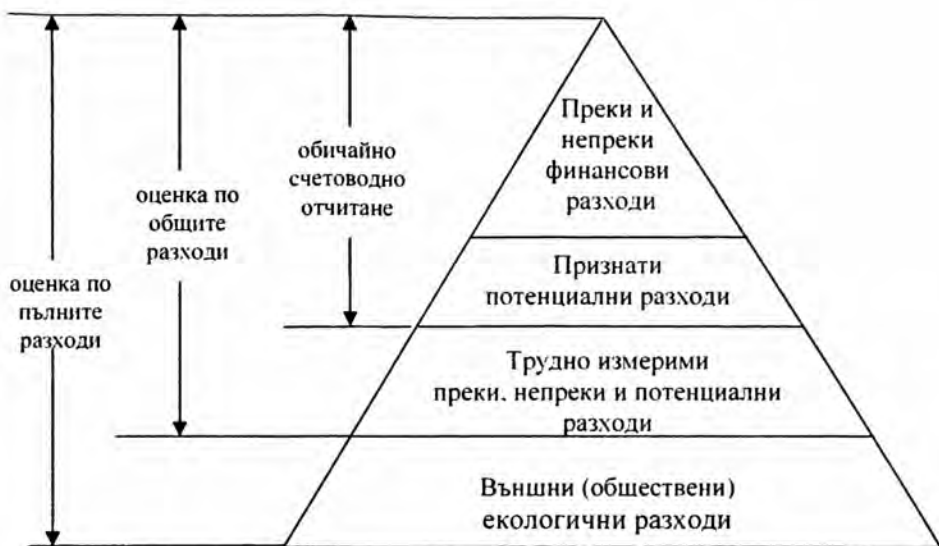 оценка по
пълните
разходи
оценка по
общите
разходи
обичайно
счетоводно
отчитане
Преки и
непреки
финансови
разходи
Признати
потенциални разходи
Трудно измерими
преки, непреки и потенциални
разходи
Външни (обществени)
екологични разходи